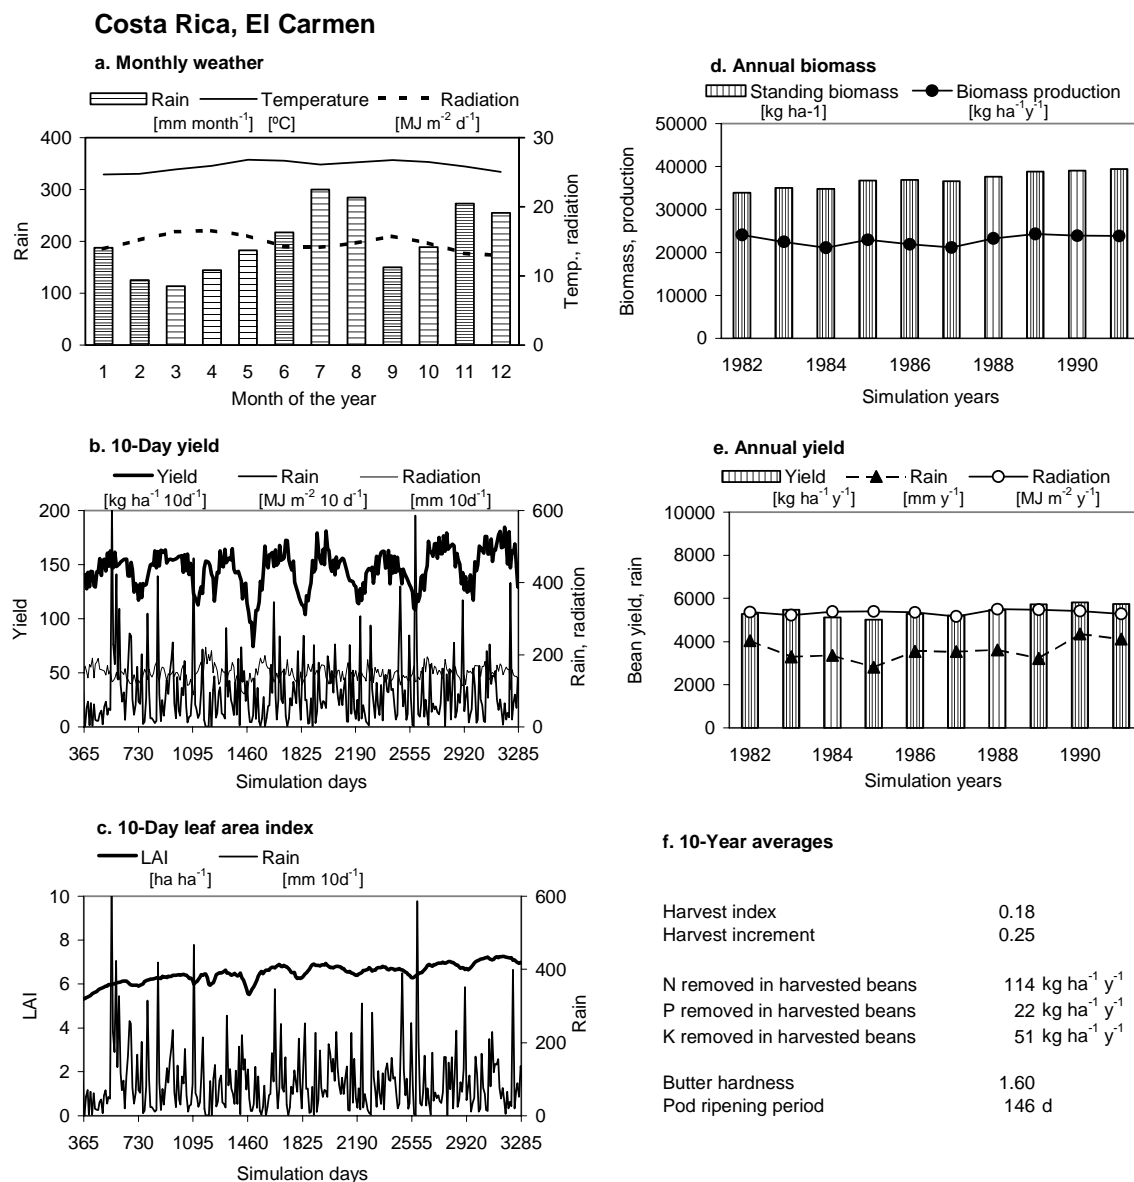 Costa Rica, El Carmen
a. Monthly weather
Rain Temperature Radiation
[mm month⁻¹] [ºC] [MJ m⁻² d⁻¹]
400
300
200
100
0
Rain
30
20
10
0
Temp., radiation
1 2 3 4 5 6 7 8 9 10 11 12
Month of the year
b. 10-Day yield
Yield Rain Radiation
[kg ha⁻¹ 10d⁻¹] [MJ m⁻² 10 d⁻¹] [mm 10d⁻¹]
200
150
100
50
0
Yield
600
400
200
0
Rain, radiation
365 730 1095 1460 1825 2190 2555 2920 3285
Simulation days
c. 10-Day leaf area index
LAI Rain
[ha ha⁻¹] [mm 10d⁻¹]
10
8
6
4
2
0
LAI
600
400
200
0
Rain
365 730 1095 1460 1825 2190 2555 2920 3285
Simulation days
d. Annual biomass
Standing biomass Biomass production
[kg ha-1] [kg ha⁻¹y⁻¹]
50000
40000
30000
20000
10000
0
Biomass, production
1982 1984 1986 1988 1990
Simulation years
e. Annual yield
Yield Rain Radiation
[kg ha⁻¹ y⁻¹] [mm y⁻¹] [MJ m⁻² y⁻¹]
10000
8000
6000
4000
2000
0
Bean yield, rain
1982 1984 1986 1988 1990
Simulation years
f. 10-Year averages
Harvest index 0.18
Harvest increment 0.25
N removed in harvested beans 114 kg ha⁻¹ y⁻¹
P removed in harvested beans 22 kg ha⁻¹ y⁻¹
K removed in harvested beans 51 kg ha⁻¹ y⁻¹
Butter hardness 1.60
Pod ripening period 146 d